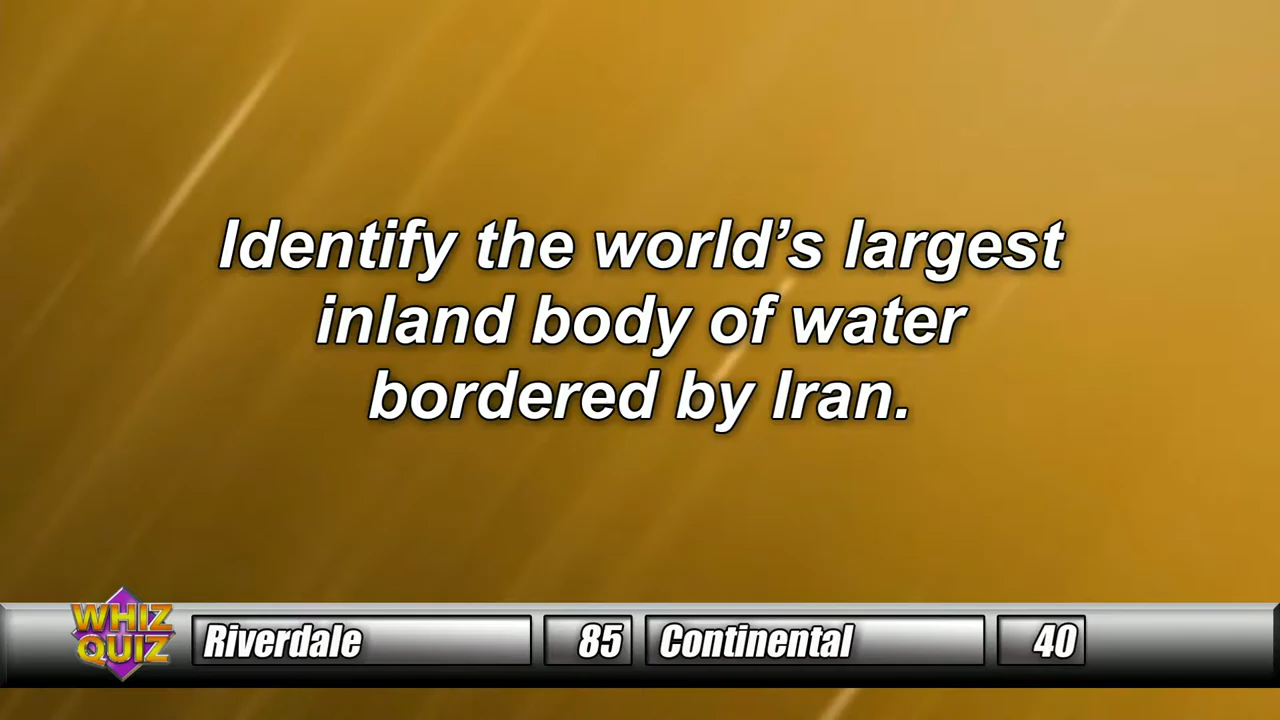 Identify the world’s largest
inland body of water
bordered by Iran.
WHIZ
QUIZ
Riverdale 85 Continental 40